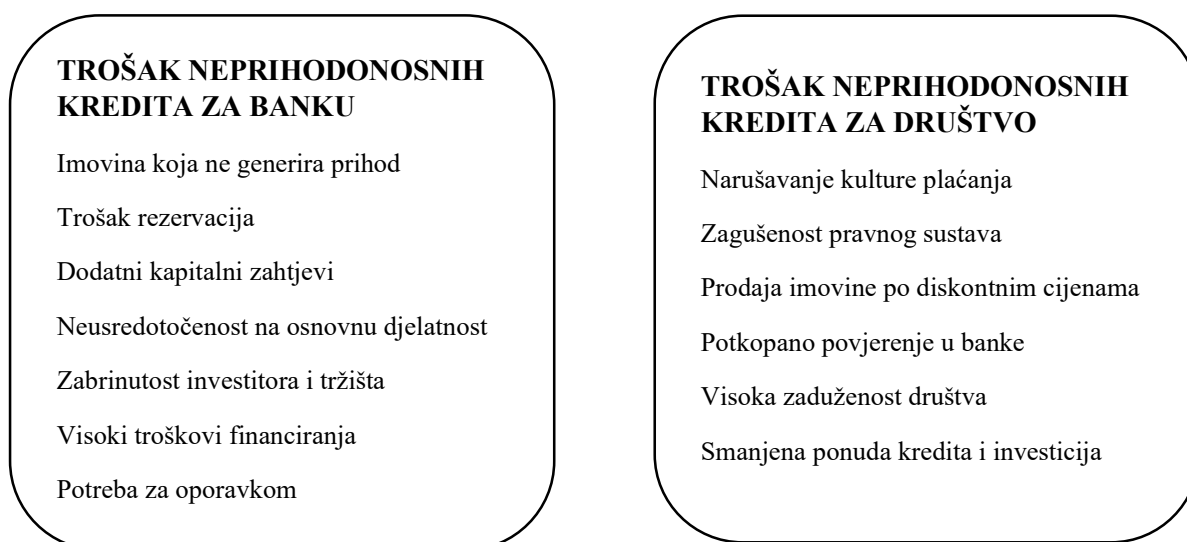 TROŠAK NEPRIHODONOSNIH
KREDITA ZA BANKU
Imovina koja ne generira prihod
Trošak rezervacija
Dodatni kapitalni zahtjevi
Neusredotočenost na osnovnu djelatnost
Zabrinutost investitora i tržišta
Visoki troškovi financiranja
Potreba za oporavkom
TROŠAK NEPRIHODONOSNIH
KREDITA ZA DRUŠTVO
Narušavanje kulture plaćanja
Zagušenost pravnog sustava
Prodaja imovine po diskontnim cijenama
Potkopano povjerenje u banke
Visoka zaduženost društva
Smanjena ponuda kredita i investicija